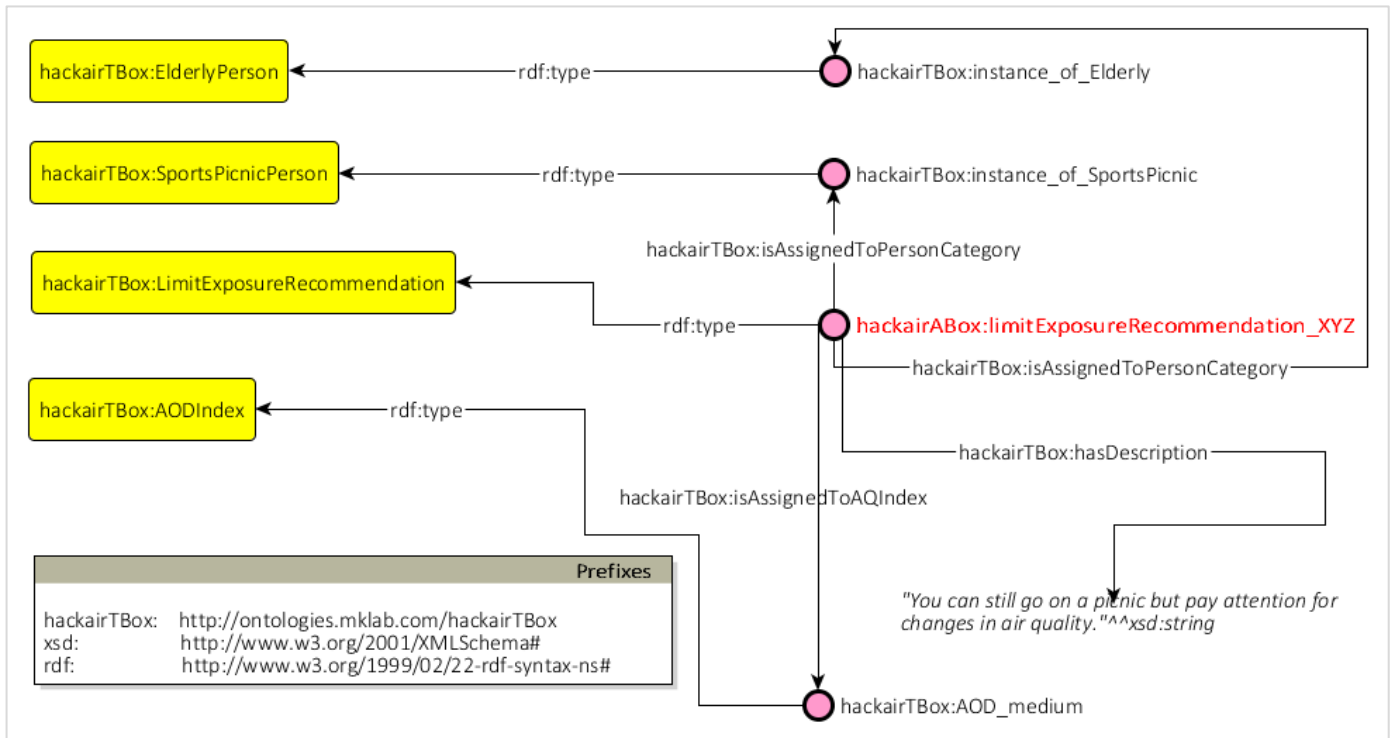 hackairTBox:ElderlyPerson
rdf:type
hackairTBox:instance_of_Elderly
hackairTBox:SportsPicnicPerson
rdf:type
hackairTBox:instance_of_SportsPicnic
hackairTBox:isAssignedToPersonCategory
hackairTBox:LimitExposureRecommendation
rdf:type
hackairABox:limitExposureRecommendation_XYZ
hackairTBox:isAssignedToPersonCategory
hackairTBox:AODIndex
rdf:type
hackairTBox:hasDescription
hackairTBox:isAssignedToAQIndex
Prefixes
hackairTBox: http://ontologies.mklab.com/hackairTBox
xsd: http://www.w3.org/2001/XMLSchema#
rdf: http://www.w3.org/1999/02/22-rdf-syntax-ns#
"You can still go on a picnic but pay attention for
changes in air quality."^^xsd:string
hackairTBox:AOD_medium